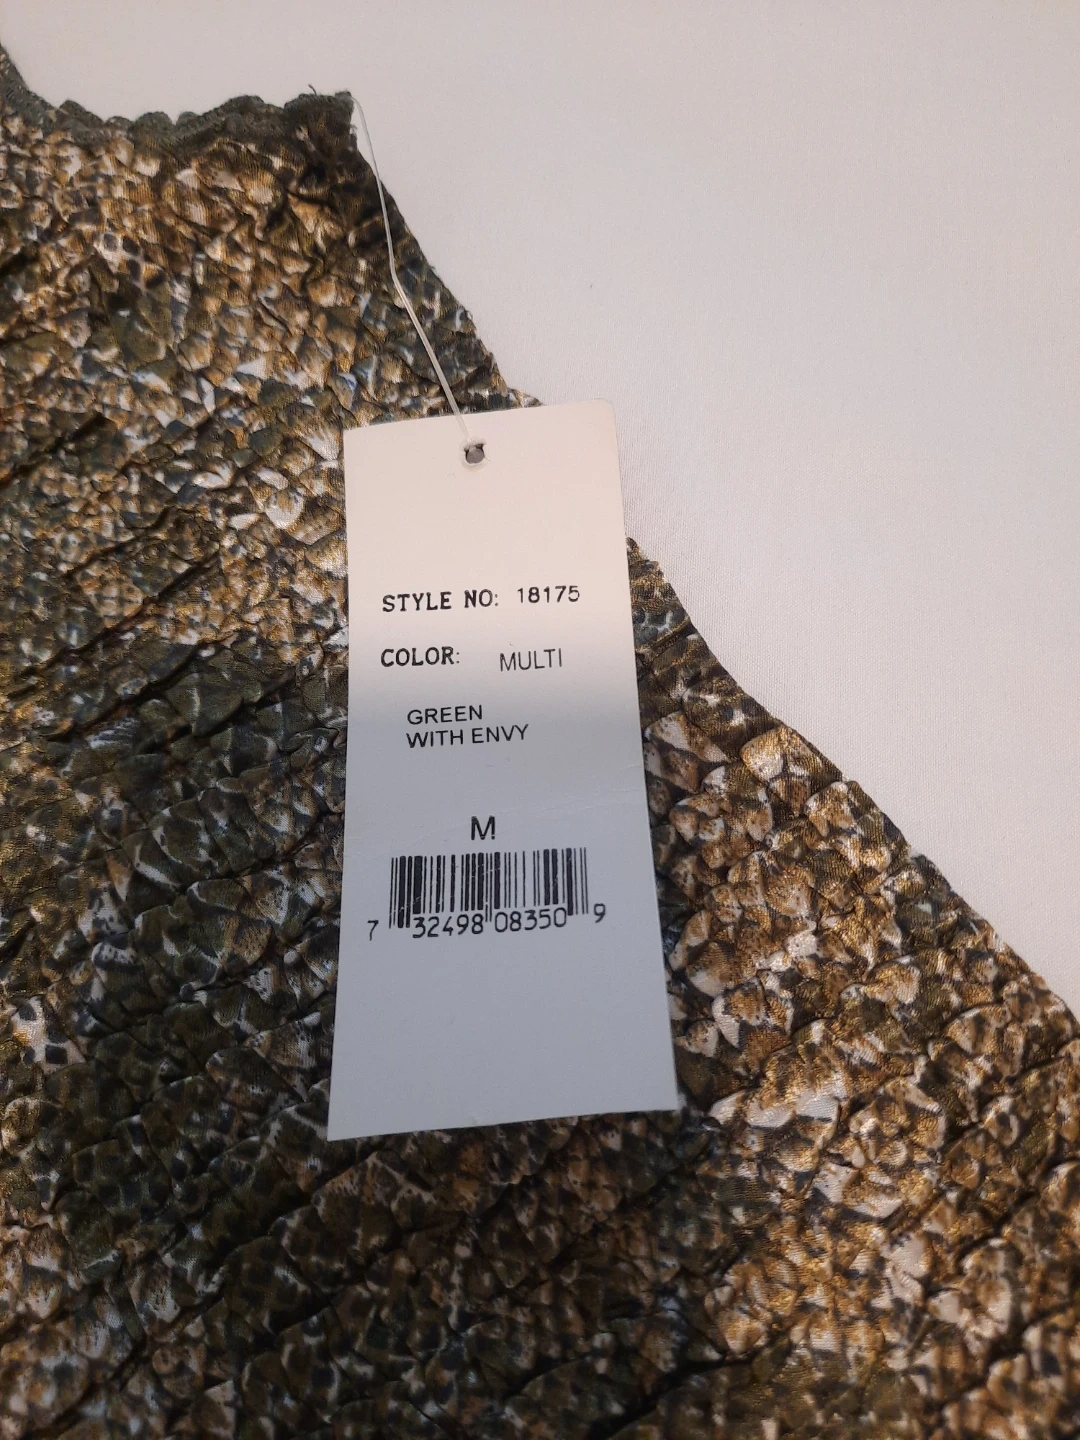 STYLE NO: 18175
COLOR: MULTI
GREEN
WITH ENVY
M
7 32498 08350 9